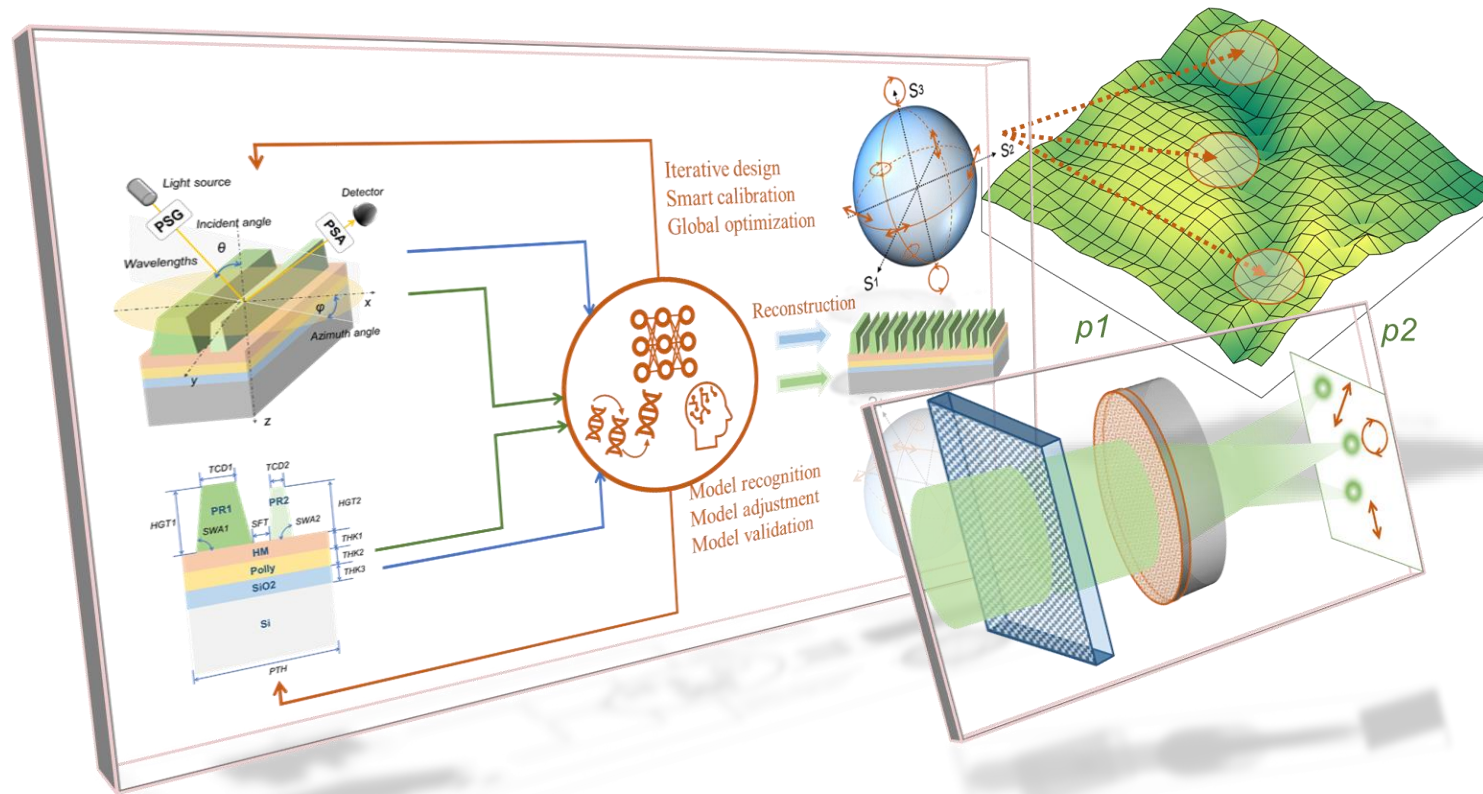 Light source
PSG
Incident angle
θ
Wavelengths
PSA
Detector
x
φ
Azimuth angle
y
z
Iterative design
Smart calibration
Global optimization
S3
S2
S1
Reconstruction
Model recognition
Model adjustment
Model validation
TCD1
TCD2
HGT1
PR1
PR2
HGT2
SWA1
SFT
SWA2
THK1
HM
THK2
Polly
THK3
SiO2
Si
PTH
p1
p2